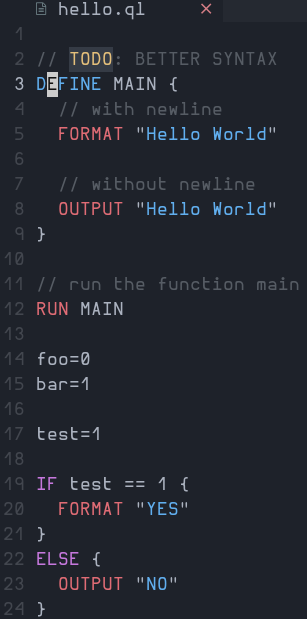 hello.ql ×
1
2 // TODO: BETTER SYNTAX
3 DEFINE MAIN {
4   // with newline
5   FORMAT "Hello World"
6
7   // without newline
8   OUTPUT "Hello World"
9 }
10
11 // run the function main
12 RUN MAIN
13
14 foo=0
15 bar=1
16
17 test=1
18
19 IF test == 1 {
20   FORMAT "YES"
21 }
22 ELSE {
23   OUTPUT "NO"
24 }